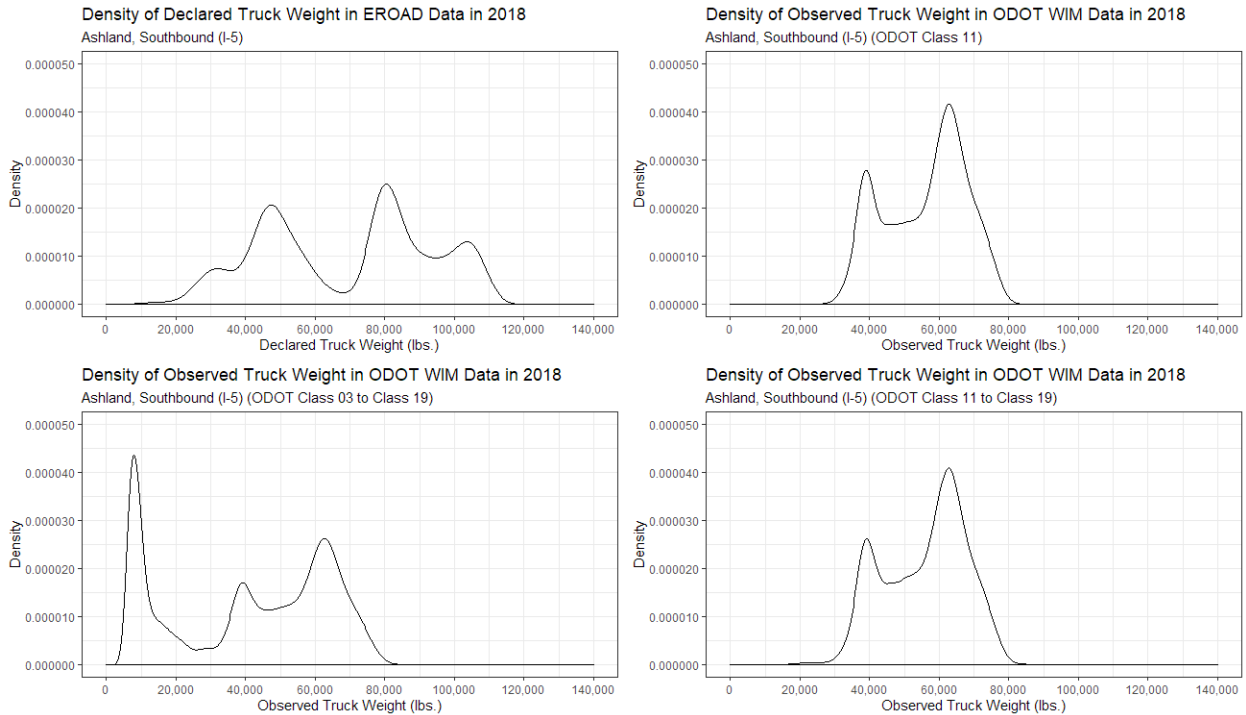 Density of Declared Truck Weight in EROAD Data in 2018
Ashland, Southbound (I-5)
0.000050
0.000040
0.000030
0.000020
0.000010
0.000000
Density
0 20,000 40,000 60,000 80,000 100,000 120,000 140,000
Declared Truck Weight (lbs.)
Density of Observed Truck Weight in ODOT WIM Data in 2018
Ashland, Southbound (I-5) (ODOT Class 11)
0.000050
0.000040
0.000030
0.000020
0.000010
0.000000
Density
0 20,000 40,000 60,000 80,000 100,000 120,000 140,000
Observed Truck Weight (lbs.)
Density of Observed Truck Weight in ODOT WIM Data in 2018
Ashland, Southbound (I-5) (ODOT Class 03 to Class 19)
0.000050
0.000040
0.000030
0.000020
0.000010
0.000000
Density
0 20,000 40,000 60,000 80,000 100,000 120,000 140,000
Observed Truck Weight (lbs.)
Density of Observed Truck Weight in ODOT WIM Data in 2018
Ashland, Southbound (I-5) (ODOT Class 11 to Class 19)
0.000050
0.000040
0.000030
0.000020
0.000010
0.000000
Density
0 20,000 40,000 60,000 80,000 100,000 120,000 140,000
Observed Truck Weight (lbs.)